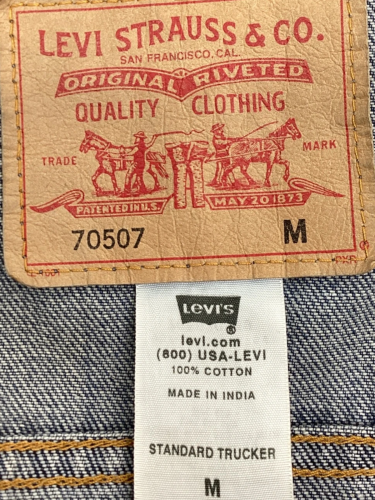 LEVI STRAUSS & CO.
SAN FRANCISCO, CAL.
ORIGINAL RIVETED
QUALITY CLOTHING
TRADE MARK
PATENTED IN U.S. MAY 20 1873
70507 M
LEVI'S
®
levi.com
(800) USA-LEVI
100% COTTON
MADE IN INDIA
STANDARD TRUCKER
M